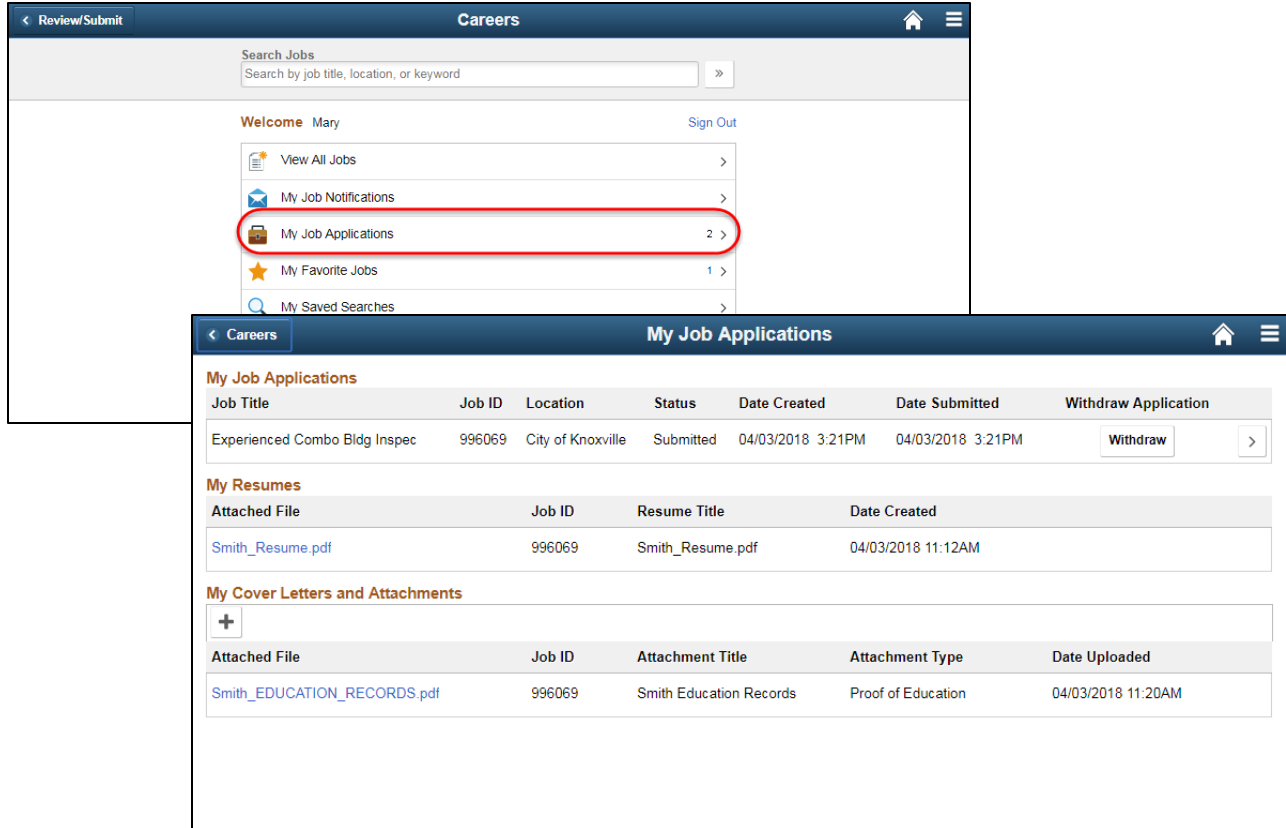 Review/Submit Careers
Search Jobs
Search by job title, location, or keyword »
Welcome Mary Sign Out
View All Jobs
My Job Notifications
My Job Applications 2
My Favorite Jobs 1
My Saved Searches
Careers My Job Applications
My Job Applications
Job Title Job ID Location Status Date Created Date Submitted Withdraw Application
Experienced Combo Bldg Inspec 996069 City of Knoxville Submitted 04/03/2018 3:21PM 04/03/2018 3:21PM Withdraw
My Resumes
Attached File Job ID Resume Title Date Created
Smith_Resume.pdf 996069 Smith_Resume.pdf 04/03/2018 11:12AM
My Cover Letters and Attachments
Attached File Job ID Attachment Title Attachment Type Date Uploaded
Smith_EDUCATION_RECORDS.pdf 996069 Smith Education Records Proof of Education 04/03/2018 11:20AM